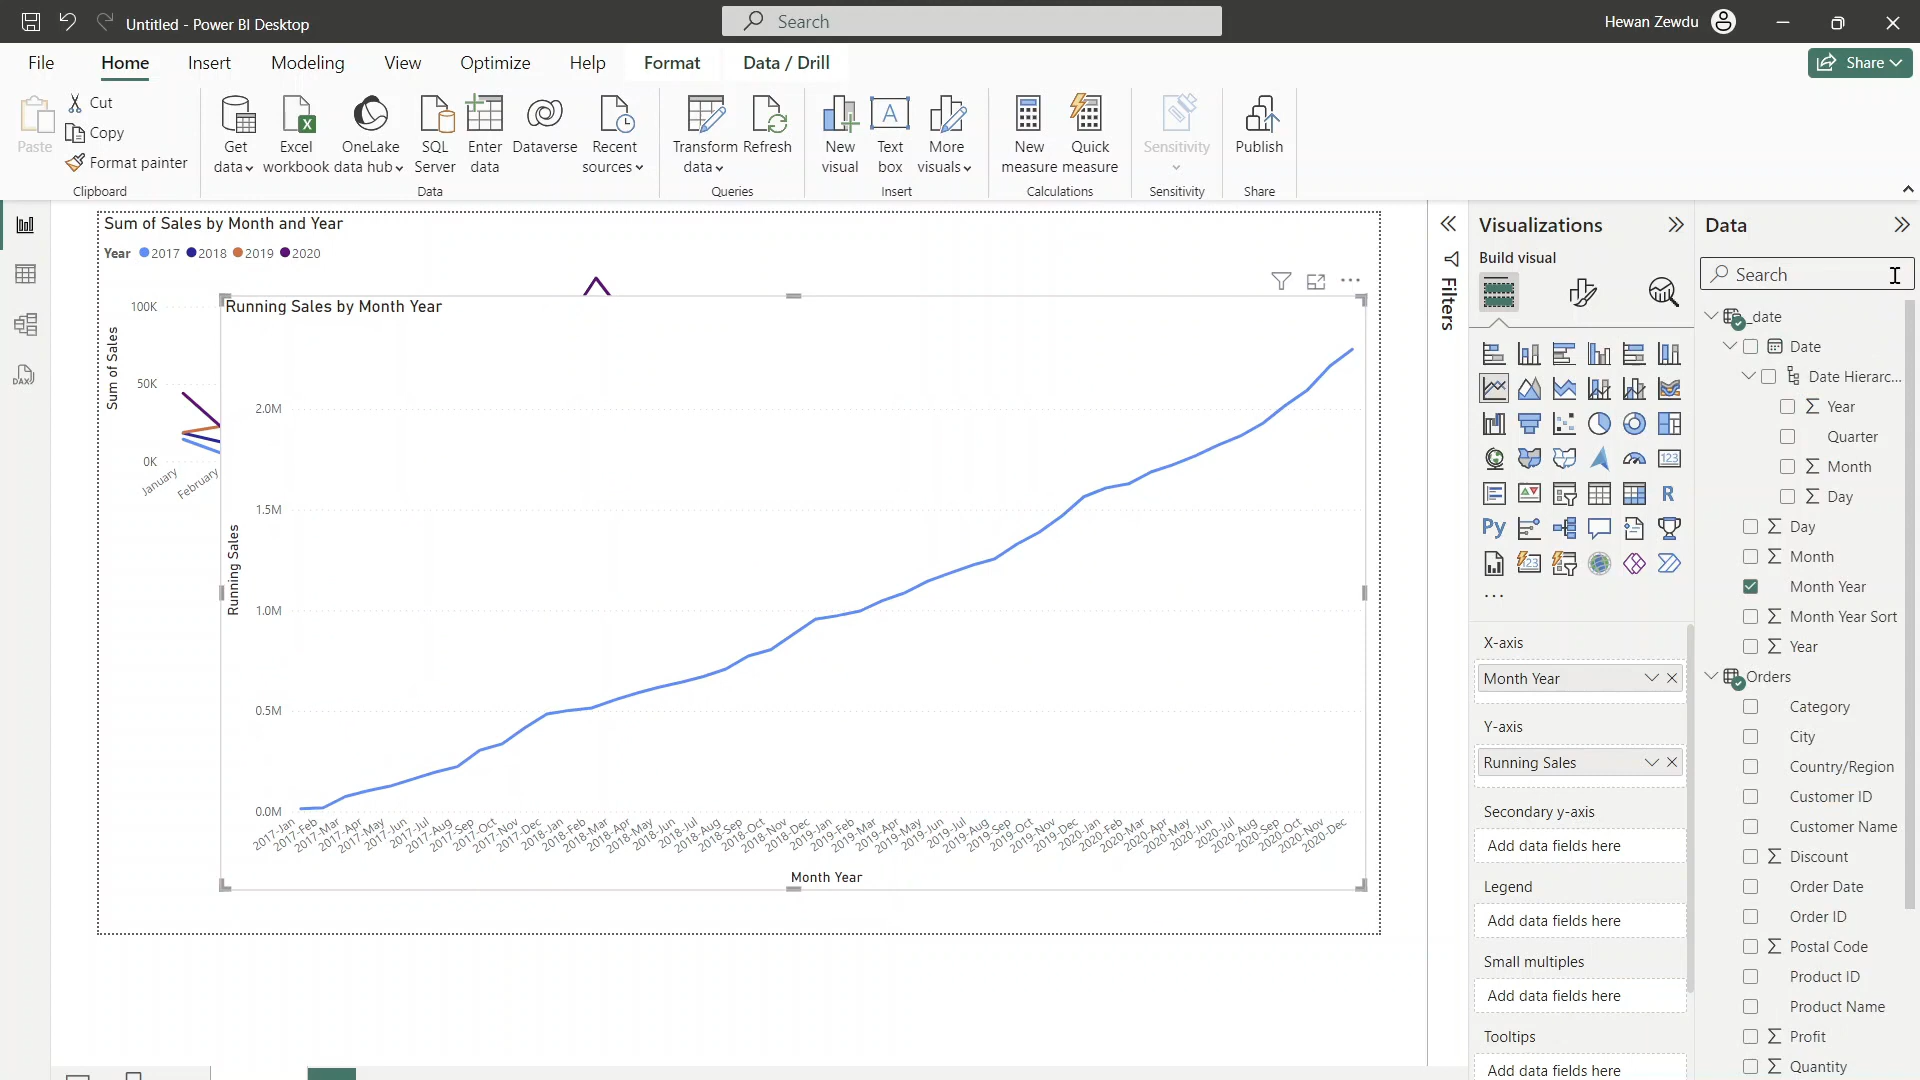 Untitled - Power BI Desktop
Search
Hewan Zewdu
File
Home
Insert
Modeling
View
Optimize
Help
Format
Data / Drill
Share
Paste
Cut
Copy
Format painter
Clipboard
Get
data
Excel
workbook
OneLake
data hub
SQL
Server
Enter
data
Dataverse
Recent
sources
Data
Transform
data
Refresh
Queries
New
visual
Text
box
More
visuals
Insert
New
measure
Quick
measure
Calculations
Sensitivity
Sensitivity
Publish
Share
Sum of Sales by Month and Year
Year 2017 2018 2019 2020
100K
50K
0K
Sum of Sales
January
February
Running Sales by Month Year
2.0M
1.5M
1.0M
0.5M
0.0M
Running Sales
2017-Jan
2017-Feb
2017-Mar
2017-Apr
2017-May
2017-Jun
2017-Jul
2017-Aug
2017-Sep
2017-Oct
2017-Nov
2017-Dec
2018-Jan
2018-Feb
2018-Mar
2018-Apr
2018-May
2018-Jun
2018-Jul
2018-Aug
2018-Sep
2018-Oct
2018-Nov
2018-Dec
2019-Jan
2019-Feb
2019-Mar
2019-Apr
2019-May
2019-Jun
2019-Jul
2019-Aug
2019-Sep
2019-Oct
2019-Nov
2019-Dec
2020-Jan
2020-Feb
2020-Mar
2020-Apr
2020-May
2020-Jun
2020-Jul
2020-Aug
2020-Sep
2020-Oct
2020-Nov
2020-Dec
Month Year
DAX
Filters
Visualizations
Build visual
123
R
Py
123
...
X-axis
Month Year
Y-axis
Running Sales
Secondary y-axis
Add data fields here
Legend
Add data fields here
Small multiples
Add data fields here
Tooltips
Add data fields here
Data
Search
_date
Date
Date Hierarc...
Year
Quarter
Month
Day
Day
Month
Month Year
Month Year Sort
Year
Orders
Category
City
Country/Region
Customer ID
Customer Name
Discount
Order Date
Order ID
Postal Code
Product ID
Product Name
Profit
Quantity